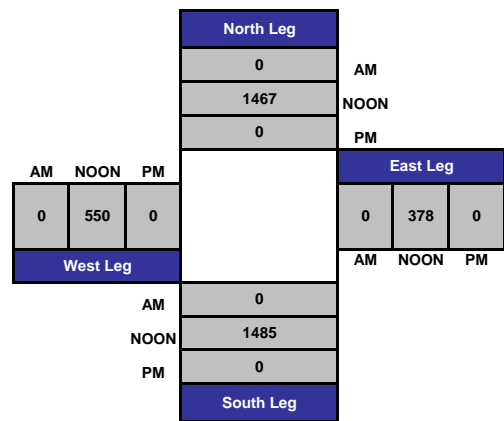 North Leg
0 AM
1467 NOON
0 PM
AM NOON PM East Leg
0 550 0 0 378 0
West Leg AM NOON PM
AM 0
NOON 1485
PM 0
South Leg